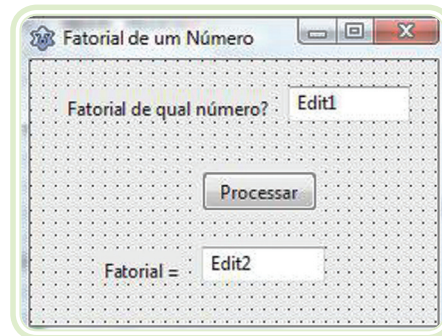 Fatorial de um Número
Fatorial de qual número? Edit1
Processar
Fatorial = Edit2